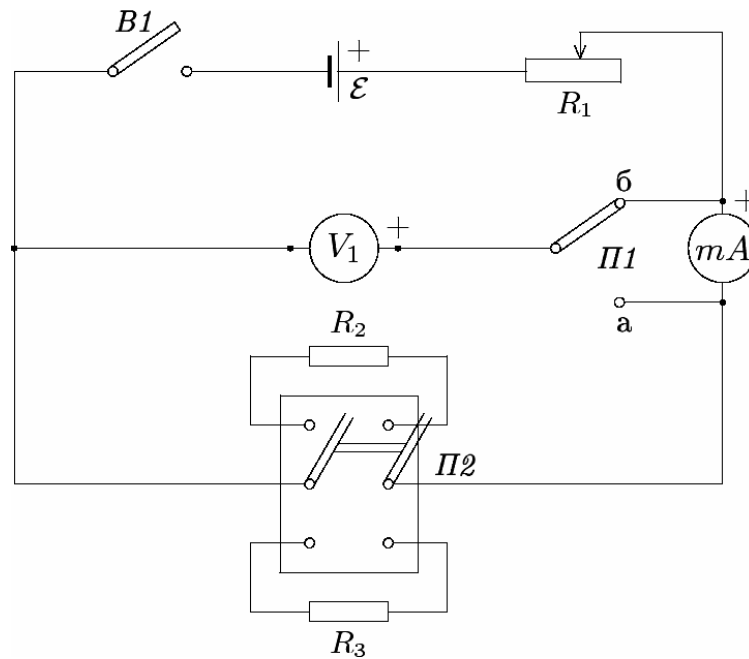 B1
+
ℰ
R₁
б
+
+
V₁
П1
mA
а
R₂
П2
R₃